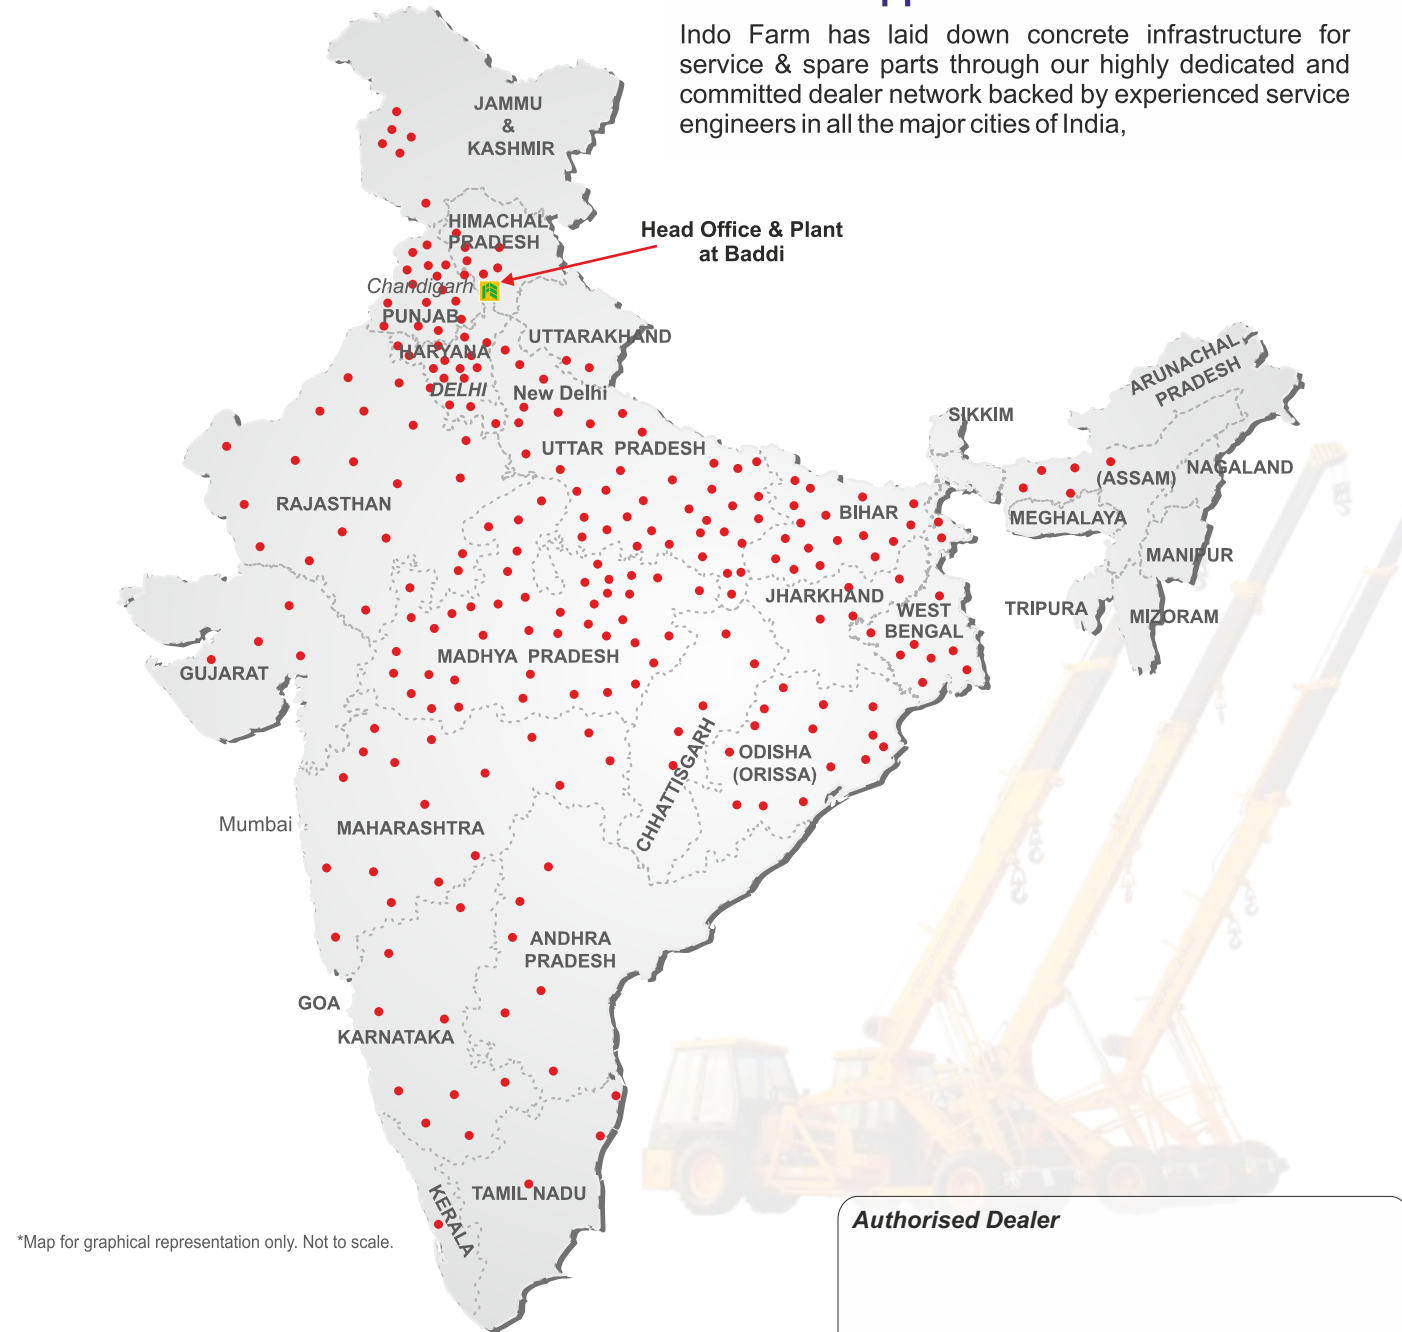 Indo Farm has laid down concrete infrastructure for
service & spare parts through our highly dedicated and
committed dealer network backed by experienced service
engineers in all the major cities of India,
JAMMU
&
KASHMIR
HIMACHAL
PRADESH
Head Office & Plant
at Baddi
Chandigarh
PUNJAB
UTTARAKHAND
HARYANA
DELHI
New Delhi
ARUNACHAL
PRADESH
SIKKIM
UTTAR PRADESH
(ASSAM)
NAGALAND
RAJASTHAN
BIHAR
MEGHALAYA
MANIPUR
JHARKHAND
WEST
BENGAL
TRIPURA
MIZORAM
MADHYA PRADESH
GUJARAT
CHHATTISGARH
ODISHA
(ORISSA)
Mumbai
MAHARASHTRA
ANDHRA
PRADESH
GOA
KARNATAKA
TAMIL NADU
KERALA
*Map for graphical representation only. Not to scale.
Authorised Dealer